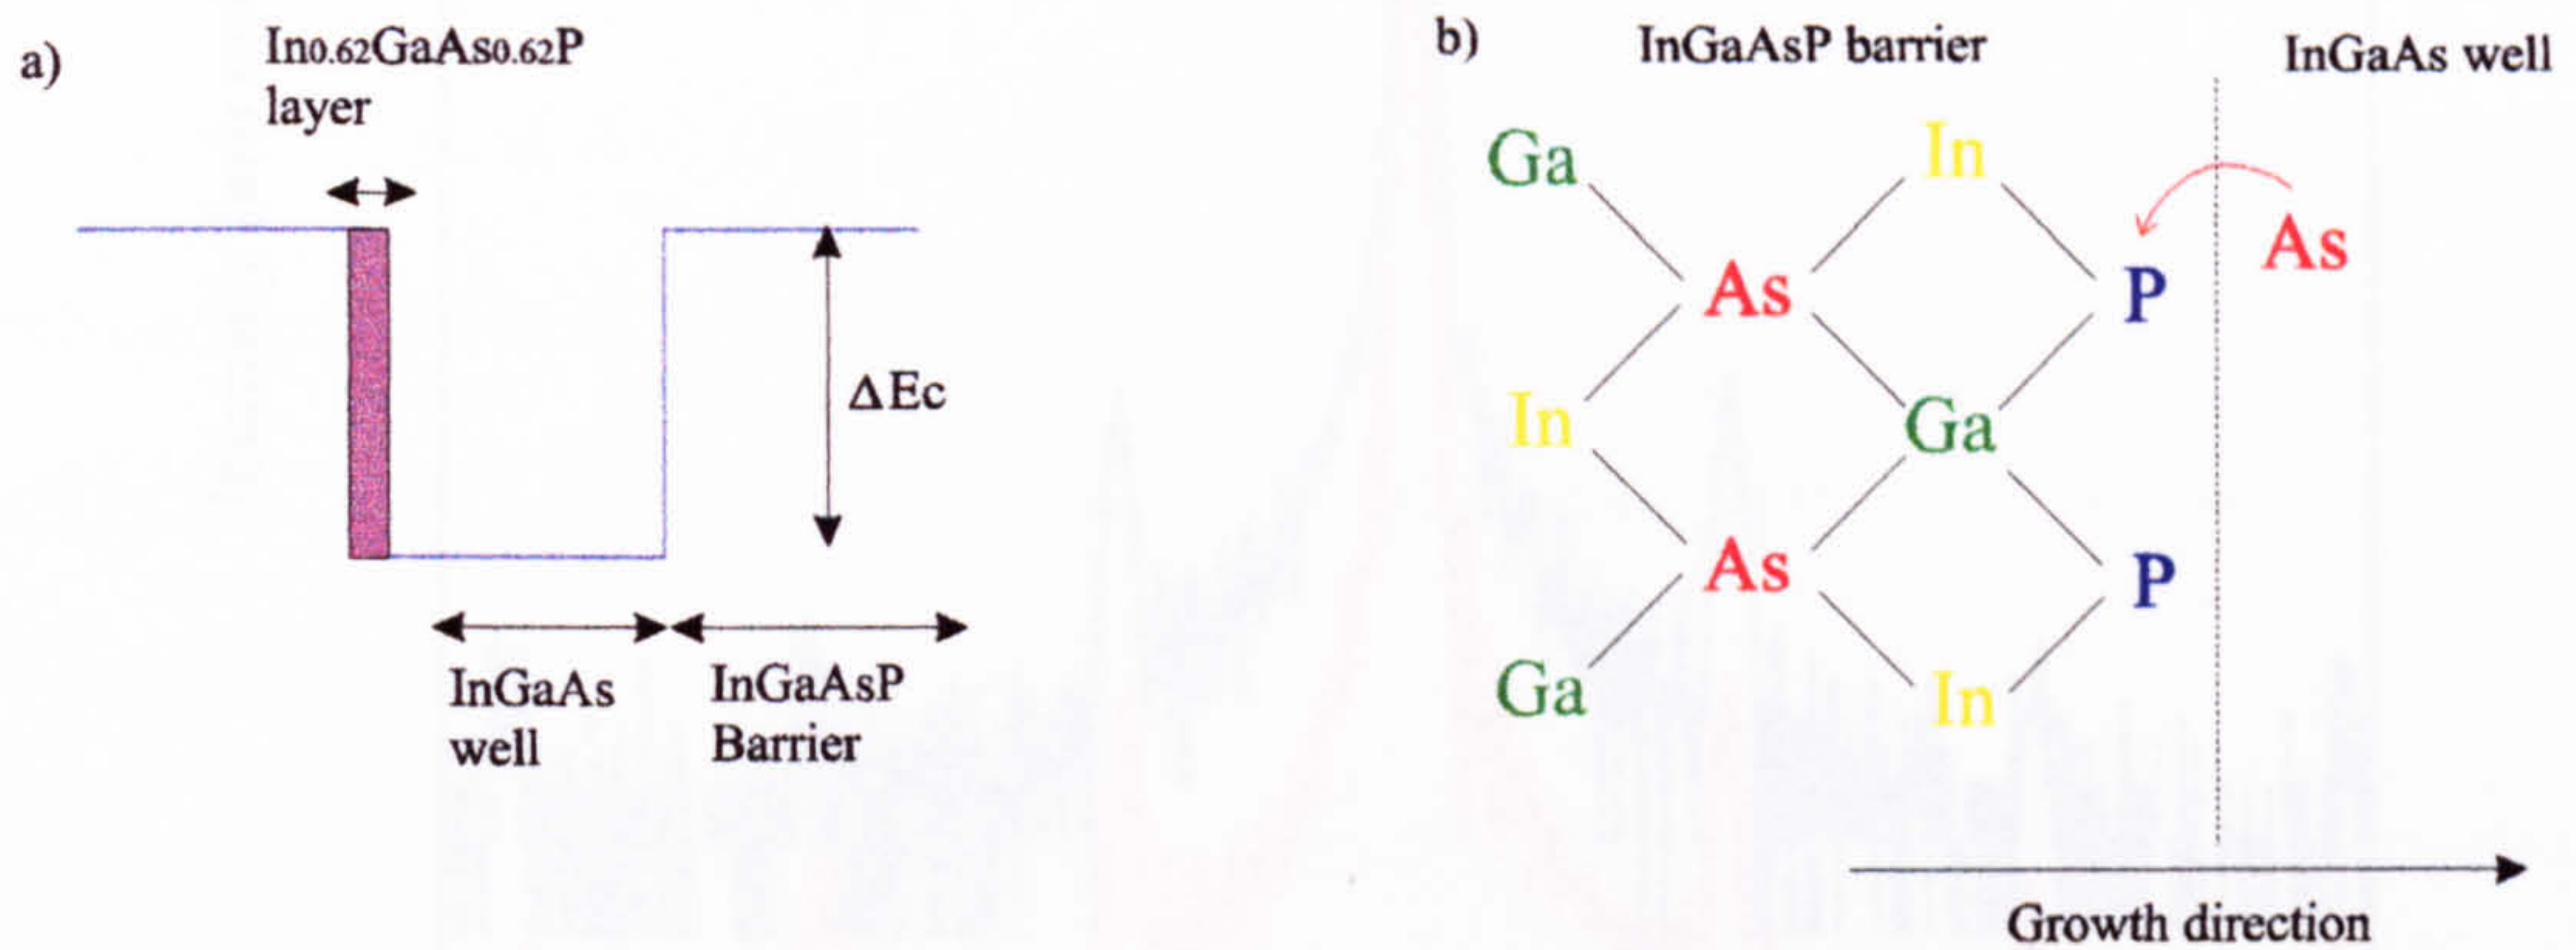 a)
In0.62GaAs0.62P
layer
ΔEc
InGaAs
well
InGaAsP
Barrier
b)
InGaAsP barrier
InGaAs well
Ga
In
As
P
As
In
Ga
As
P
Ga
In
Growth direction